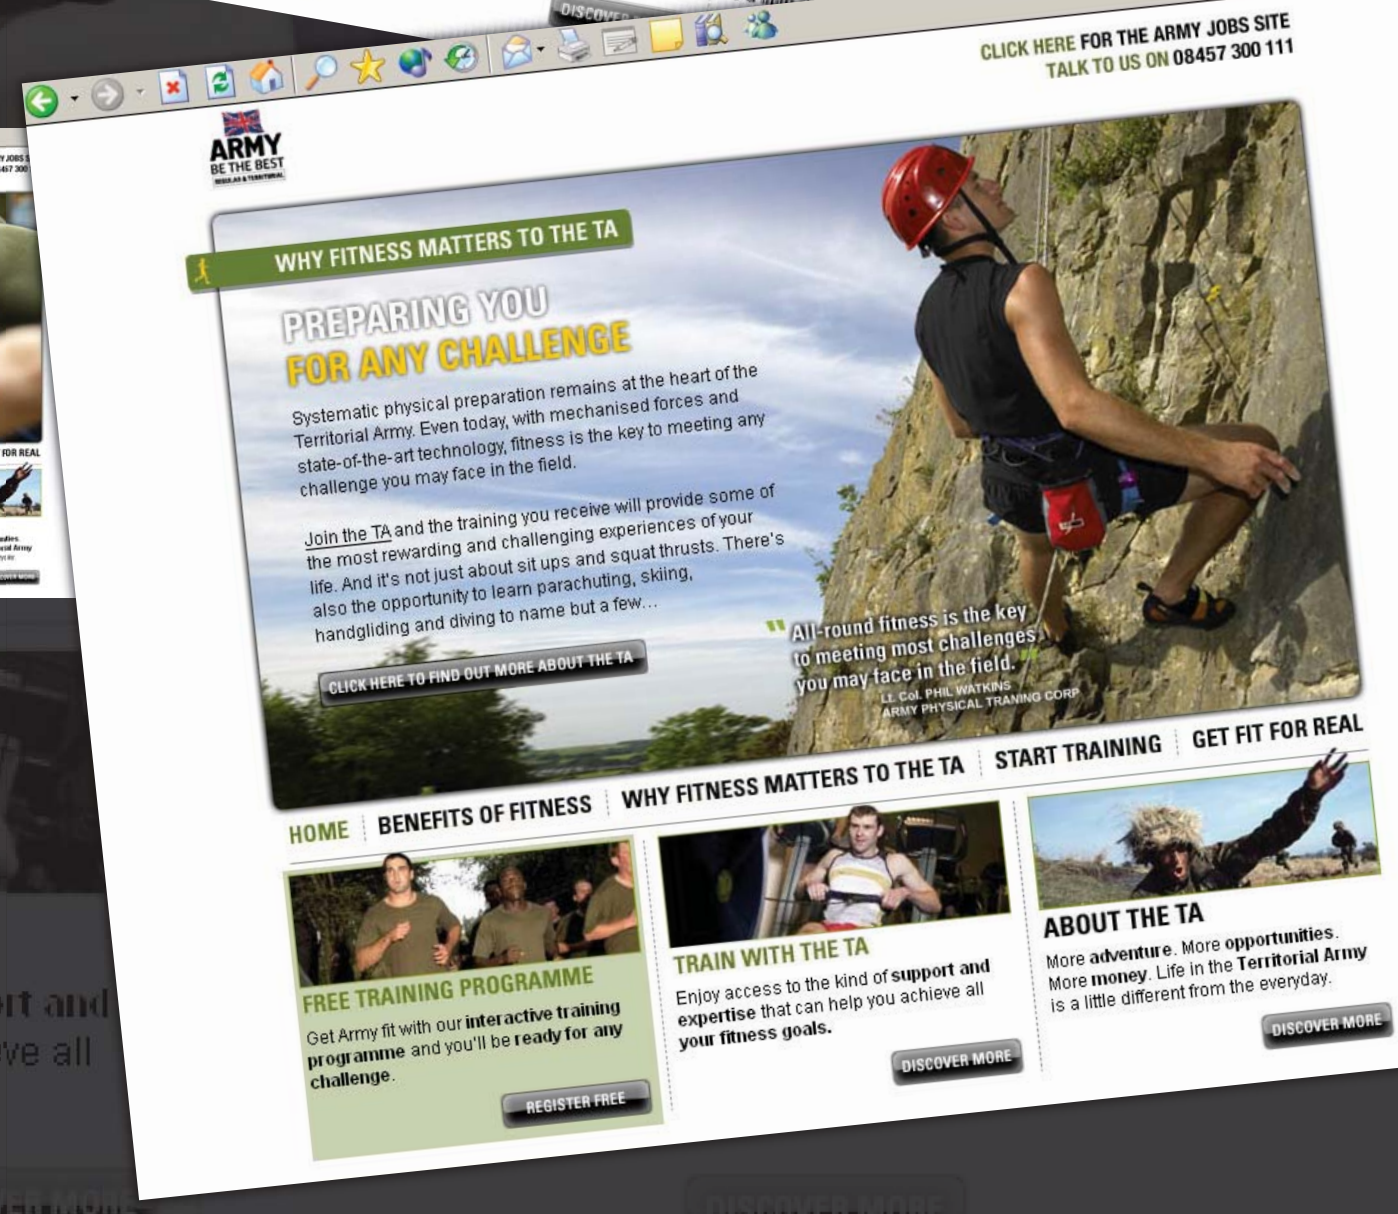 DISCOVER
CLICK HERE FOR THE ARMY JOBS SITE
TALK TO US ON 08457 300 111
ARMY
BE THE BEST
REGULAR & TERRITORIAL
WHY FITNESS MATTERS TO THE TA
PREPARING YOU
FOR ANY CHALLENGE
Systematic physical preparation remains at the heart of the
Territorial Army. Even today, with mechanised forces and
state-of-the-art technology, fitness is the key to meeting any
challenge you may face in the field.
Join the TA and the training you receive will provide some of
the most rewarding and challenging experiences of your
life. And it's not just about sit ups and squat thrusts. There's
also the opportunity to learn parachuting, skiing,
handgliding and diving to name but a few...
CLICK HERE TO FIND OUT MORE ABOUT THE TA
"All-round fitness is the key
to meeting most challenges
you may face in the field."
Lt. Col. PHIL WATKINS
ARMY PHYSICAL TRANING CORP
HOME
BENEFITS OF FITNESS
WHY FITNESS MATTERS TO THE TA
START TRAINING
GET FIT FOR REAL
FREE TRAINING PROGRAMME
Get Army fit with our interactive training
programme and you'll be ready for any
challenge.
REGISTER FREE
TRAIN WITH THE TA
Enjoy access to the kind of support and
expertise that can help you achieve all
your fitness goals.
DISCOVER MORE
ABOUT THE TA
More adventure. More opportunities.
More money. Life in the Territorial Army
is a little different from the everyday.
DISCOVER MORE
FOR REAL
rt and
ve all
DISCOVER MORE